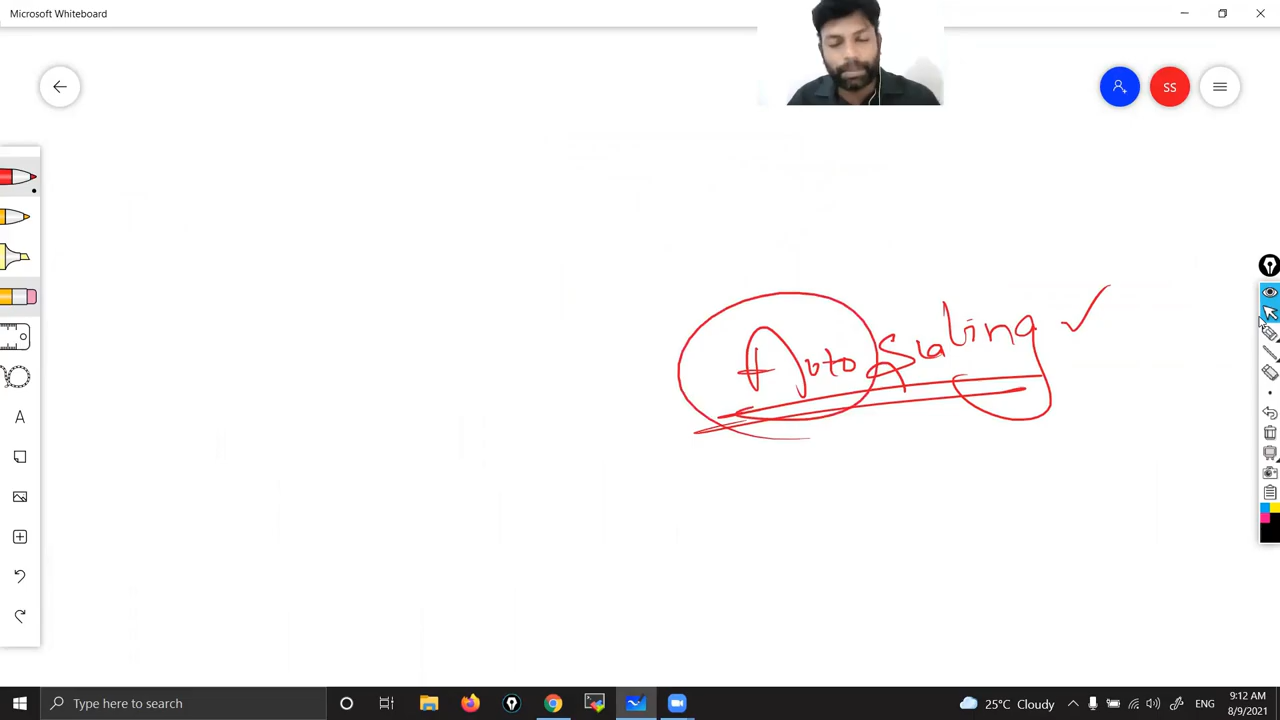 Microsoft Whiteboard
SS
Auto Scaling
A
Type here to search
25°C Cloudy
ENG
9:12 AM
8/9/2021